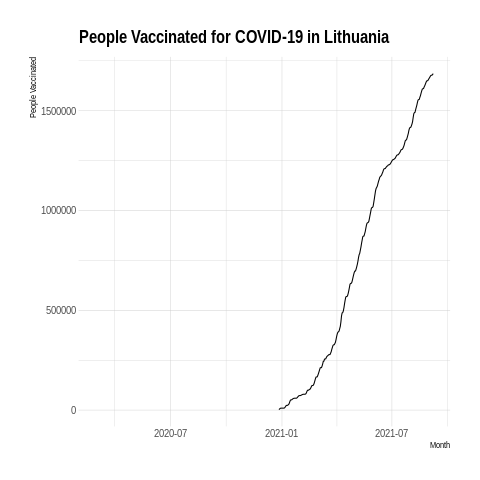 People Vaccinated for COVID-19 in Lithuania
People Vaccinated
1500000
1000000
500000
0
2020-07
2021-01
2021-07
Month